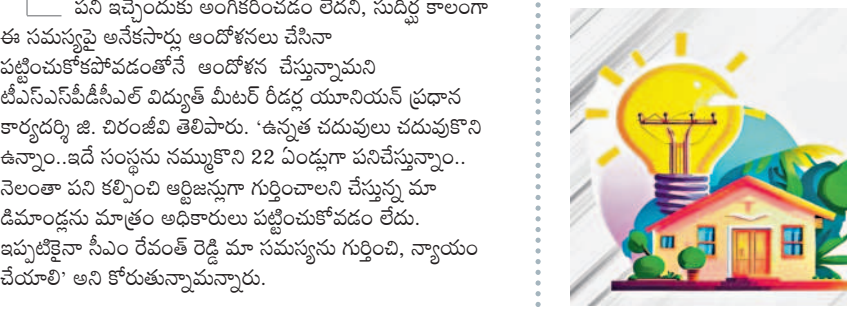 పని ఇచ్చేందుకు అంగీకరించడం లేదని, సుదీర్ఘ కాలంగా
ఈ సమస్యపై అనేకసార్లు ఆందోళనలు చేసినా
పట్టించుకోకపోవడంతోనే ఆందోళన చేస్తున్నామని
టీఎస్ఎస్‌పీడీసీఎల్ విద్యుత్ మీటర్ రీడర్ల యూనియన్ ప్రధాన
కార్యదర్శి జి. చిరంజీవి తెలిపారు. ‘ఉన్నత చదువులు చదువుకొని
ఉన్నాం..ఇదే సంస్థను నమ్ముకొని 22 ఏండ్లుగా పనిచేస్తున్నాం..
నెలంతా పని కల్పించి ఆర్టిజన్లుగా గుర్తించాలని చేస్తున్న మా
డిమాండ్లను మాత్రం అధికారులు పట్టించుకోవడం లేదు.
ఇప్పటికైనా సీఎం రేవంత్ రెడ్డి మా సమస్యను గుర్తించి, న్యాయం
చేయాలి’ అని కోరుతున్నామన్నారు.